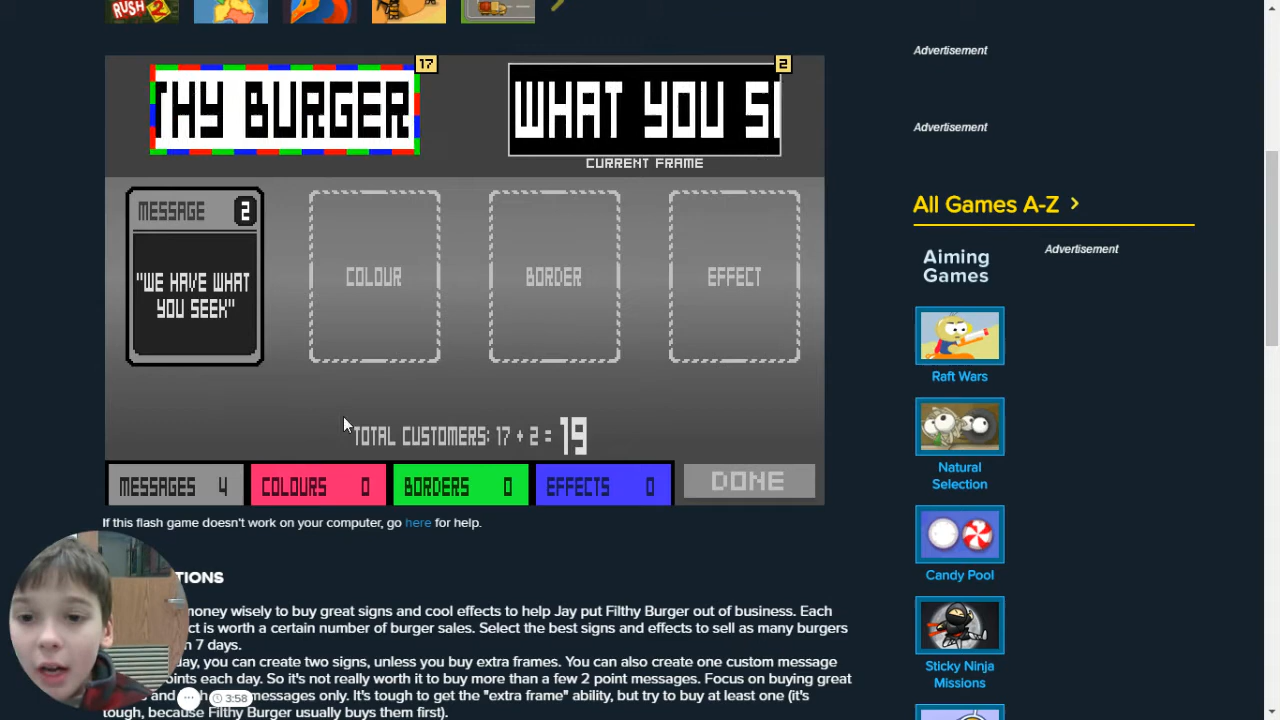 RUSH 2
THY BURGER
17
WHAT YOU
2
CURRENT FRAME
MESSAGE 2
"WE HAVE WHAT
YOU SEEK"
COLOUR
BORDER
EFFECT
TOTAL CUSTOMERS: 17 + 2 = 19
MESSAGES 4
COLOURS 0
BORDERS 0
EFFECTS 0
DONE
If this flash game doesn't work on your computer, go here for help.
TIONS
money wisely to buy great signs and cool effects to help Jay put Filthy Burger out of business. Each
ct is worth a certain number of burger sales. Select the best signs and effects to sell as many burgers
n 7 days.
day, you can create two signs, unless you buy extra frames. You can also create one custom message
points each day. So it's not really worth it to buy more than a few 2 point messages. Focus on buying great
and messages only. It's tough to get the "extra frame" ability, but try to buy at least one (it's
tough, because Filthy Burger usually buys them first).
3:58
Advertisement
Advertisement
All Games A-Z >
Aiming
Games
Advertisement
Raft Wars
Natural
Selection
Candy Pool
Sticky Ninja
Missions